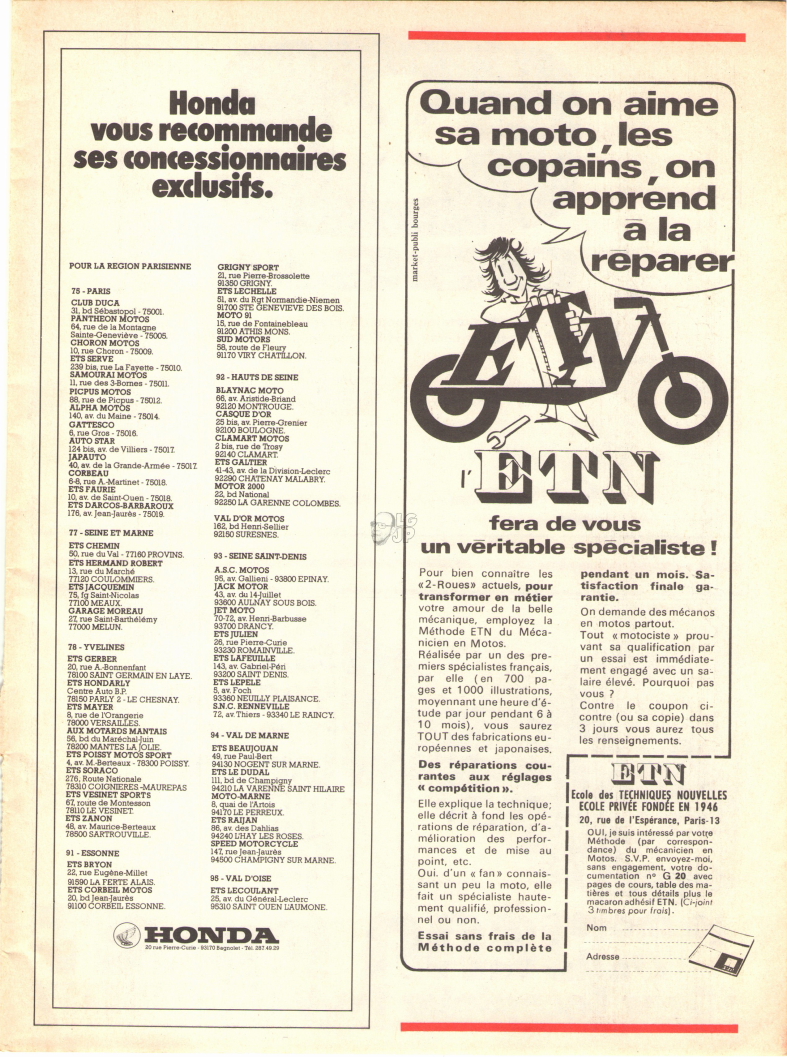 Honda
vous recommande
ses concessionnaires
exclusifs.
POUR LA REGION PARISIENNE
75 - PARIS
CLUB DUCA
31, bd Sébastopol - 75001.
PANTHEON MOTOS
64, rue de la Montagne
Sainte-Geneviève - 75005.
CHORON MOTOS
10, rue Choron - 75009.
ETS SERVE
239 bis, rue La Fayette - 75010.
SAMOURAI MOTOS
11, rue des 3-Bornes - 75011.
PICPUS MOTOS
88, rue de Picpus - 75012.
ALPHA MOTOS
140, av. du Maine - 75014.
GATTESCO
6, rue Gros - 75016.
AUTO STAR
124 bis, av. de Villiers - 75017.
JAPAUTO
40, av. de la Grande-Armée - 75017.
CORBEAU
6-8, rue A.-Martinet - 75018.
ETS FAURIE
10, av. de Saint-Ouen - 75018.
ETS DARCOS-BARBAROUX
176, av. Jean-Jaurès - 75019.
77 - SEINE ET MARNE
ETS CHEMIN
50, rue du Val - 77160 PROVINS.
ETS HERMAND ROBERT
13, rue du Marché
77120 COULOMMIERS.
ETS JACQUEMIN
75, fg Saint-Nicolas
77100 MEAUX.
GARAGE MOREAU
27, rue Saint-Barthélémy
77000 MELUN.
78 - YVELINES
ETS GERBER
20, rue A.-Bonnenfant
78100 SAINT GERMAIN EN LAYE.
ETS HONDARLY
Centre Auto B.P.
78150 PARLY 2 - LE CHESNAY.
ETS MAYER
8, rue de l'Orangerie
78000 VERSAILLES.
AUX MOTARDS MANTAIS
56, bd du Maréchal-Juin
78200 MANTES LA JOLIE.
ETS POISSY MOTOS SPORT
4, av. M.-Berteaux - 78300 POISSY.
ETS SORACO
276, Route Nationale
78310 COIGNIERES -MAUREPAS
ETS VESINET SPORTS
67, route de Montesson
78110 LE VESINET.
ETS ZANON
48, av. Maurice-Berteaux
78500 SARTROUVILLE.
91 - ESSONNE
ETS BRYON
22, rue Eugène-Millet
91590 LA FERTE ALAIS.
ETS CORBEIL MOTOS
20, bd Jean-Jaurès
91100 CORBEIL ESSONNE.
GRIGNY SPORT
21, rue Pierre-Brossolette
91350 GRIGNY.
ETS LECHELLE
51, av. du Rgt Normandie-Niemen
91700 STE GENEVIEVE DES BOIS.
MOTO 91
15, rue de Fontainebleau
91200 ATHIS MONS.
SUD MOTORS
58, route de Fleury
91170 VIRY CHATILLON.
92 - HAUTS DE SEINE
BLAYNAC MOTO
66, av. Aristide-Briand
92120 MONTROUGE.
CASQUE D'OR
25 bis, av. Pierre-Grenier
92100 BOULOGNE.
CLAMART MOTOS
2 bis, rue de Trosy
92140 CLAMART.
ETS GALTIER
41-43, av. de la Division-Leclerc
92290 CHATENAY MALABRY.
MOTOR 2000
22, bd National
92250 LA GARENNE COLOMBES.
VAL D'OR MOTOS
162, bd Henri-Sellier
92150 SURESNES.
93 - SEINE SAINT-DENIS
A.S.C. MOTOS
95, av. Gallieni - 93800 EPINAY.
JACK MOTOR
43, av. du 14-Juillet
93600 AULNAY SOUS BOIS.
JET MOTO
70-72, av. Henri-Barbusse
93700 DRANCY.
ETS JULIEN
26, rue Pierre-Curie
93230 ROMAINVILLE.
ETS LAFEUILLE
143, av. Gabriel-Péri
93200 SAINT DENIS.
ETS LEPELE
5, av. Foch
93360 NEUILLY PLAISANCE.
S.N.C. RENNEVILLE
72, av. Thiers - 93340 LE RAINCY.
94 - VAL DE MARNE
ETS BEAUJOUAN
49, rue Paul-Bert
94130 NOGENT SUR MARNE.
ETS LE DUDAL
111, bd de Champigny
94210 LA VARENNE SAINT HILAIRE
MOTO-MARNE
8, quai de l'Artois
94170 LE PERREUX.
ETS RAIJAN
86, av. des Dahlias
94240 L'HAY LES ROSES.
SPEED MOTORCYCLE
147, rue Jean-Jaurès
94500 CHAMPIGNY SUR MARNE.
95 - VAL D'OISE
ETS LECOULANT
25, av. du Général-Leclerc
95310 SAINT OUEN L'AUMONE.
HONDA
20 rue Pierre-Curie - 93170 Bagnolet - Tél. 287.49.29
Quand on aime
sa moto, les
copains, on
apprend
à la
réparer
market-publi bourges
ETN
l'ETN
fera de vous
un véritable spécialiste !
Pour bien connaitre les
«2-Roues» actuels, pour
transformer en métier
votre amour de la belle
mécanique, employez la
Méthode ETN du Méca-
nicien en Motos.
Réalisée par un des pre-
miers spécialistes français,
par elle (en 700 pa-
ges et 1000 illustrations,
moyennant une heure d'é-
tude par jour pendant 6 à
10 mois), vous saurez
TOUT des fabrications eu-
ropéennes et japonaises.
Des réparations cou-
rantes aux réglages
« compétition ».
Elle explique la technique;
elle décrit à fond les opé-
rations de réparation, d'a-
mélioration des perfor-
mances et de mise au
point, etc.
Oui. d'un « fan » connais-
sant un peu la moto, elle
fait un spécialiste haute-
ment qualifié, profession-
nel ou non.
Essai sans frais de la
Méthode complète
pendant un mois. Sa-
tisfaction finale ga-
rantie.
On demande des mécanos
en motos partout.
Tout « motociste » prou-
vant sa qualification par
un essai est immédiate-
ment engagé avec un sa-
laire élevé. Pourquoi pas
vous ?
Contre le coupon ci-
contre (ou sa copie) dans
3 jours vous aurez tous
les renseignements.
ETN
Ecole des TECHNIQUES NOUVELLES
ECOLE PRIVÉE FONDÉE EN 1946
20, rue de l'Espérance, Paris-13
OUI, je suis intéressé par votre
Méthode (par correspon-
dance) du mécanicien en
Motos. S.V.P. envoyez-moi,
sans engagement, votre do-
cumentation nº G 20 avec
pages de cours, table des ma-
tières et tous détails plus le
macaron adhésif ETN. (Ci-joint
3 timbres pour frais).
Nom
Adresse